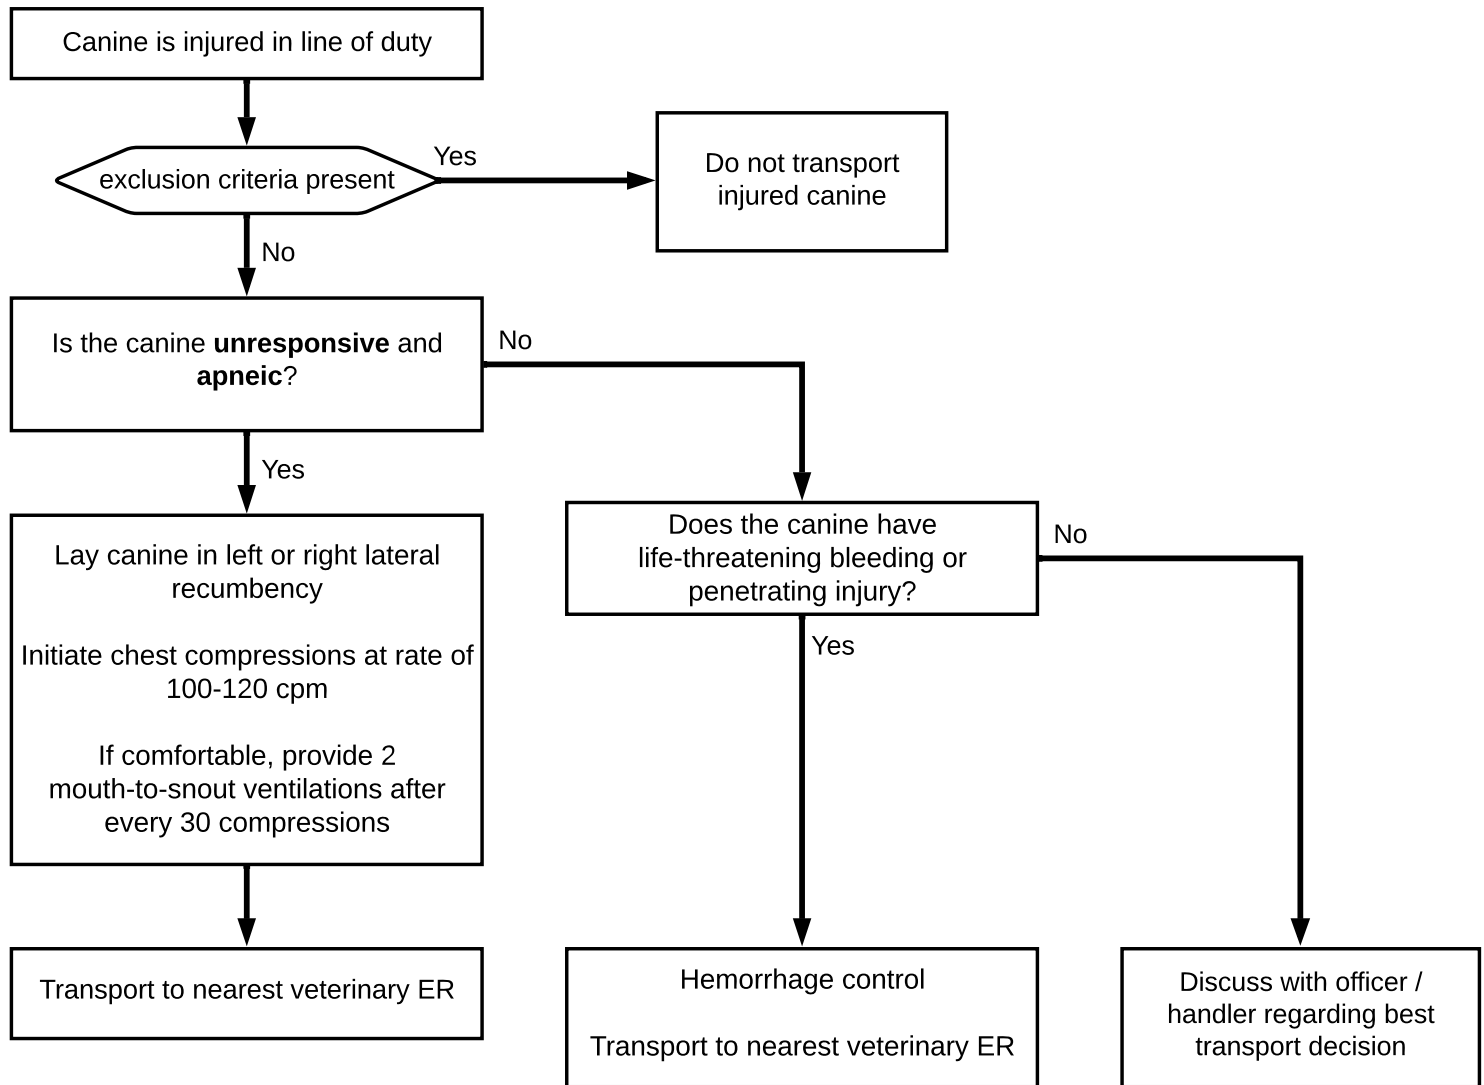 Canine is injured in line of duty
exclusion criteria present
Yes
Do not transport
injured canine
No
Is the canine unresponsive and
apneic?
No
Yes
Lay canine in left or right lateral
recumbency
Initiate chest compressions at rate of
100-120 cpm
If comfortable, provide 2
mouth-to-snout ventilations after
every 30 compressions
Does the canine have
life-threatening bleeding or
penetrating injury?
No
Yes
Transport to nearest veterinary ER
Hemorrhage control
Transport to nearest veterinary ER
Discuss with officer /
handler regarding best
transport decision